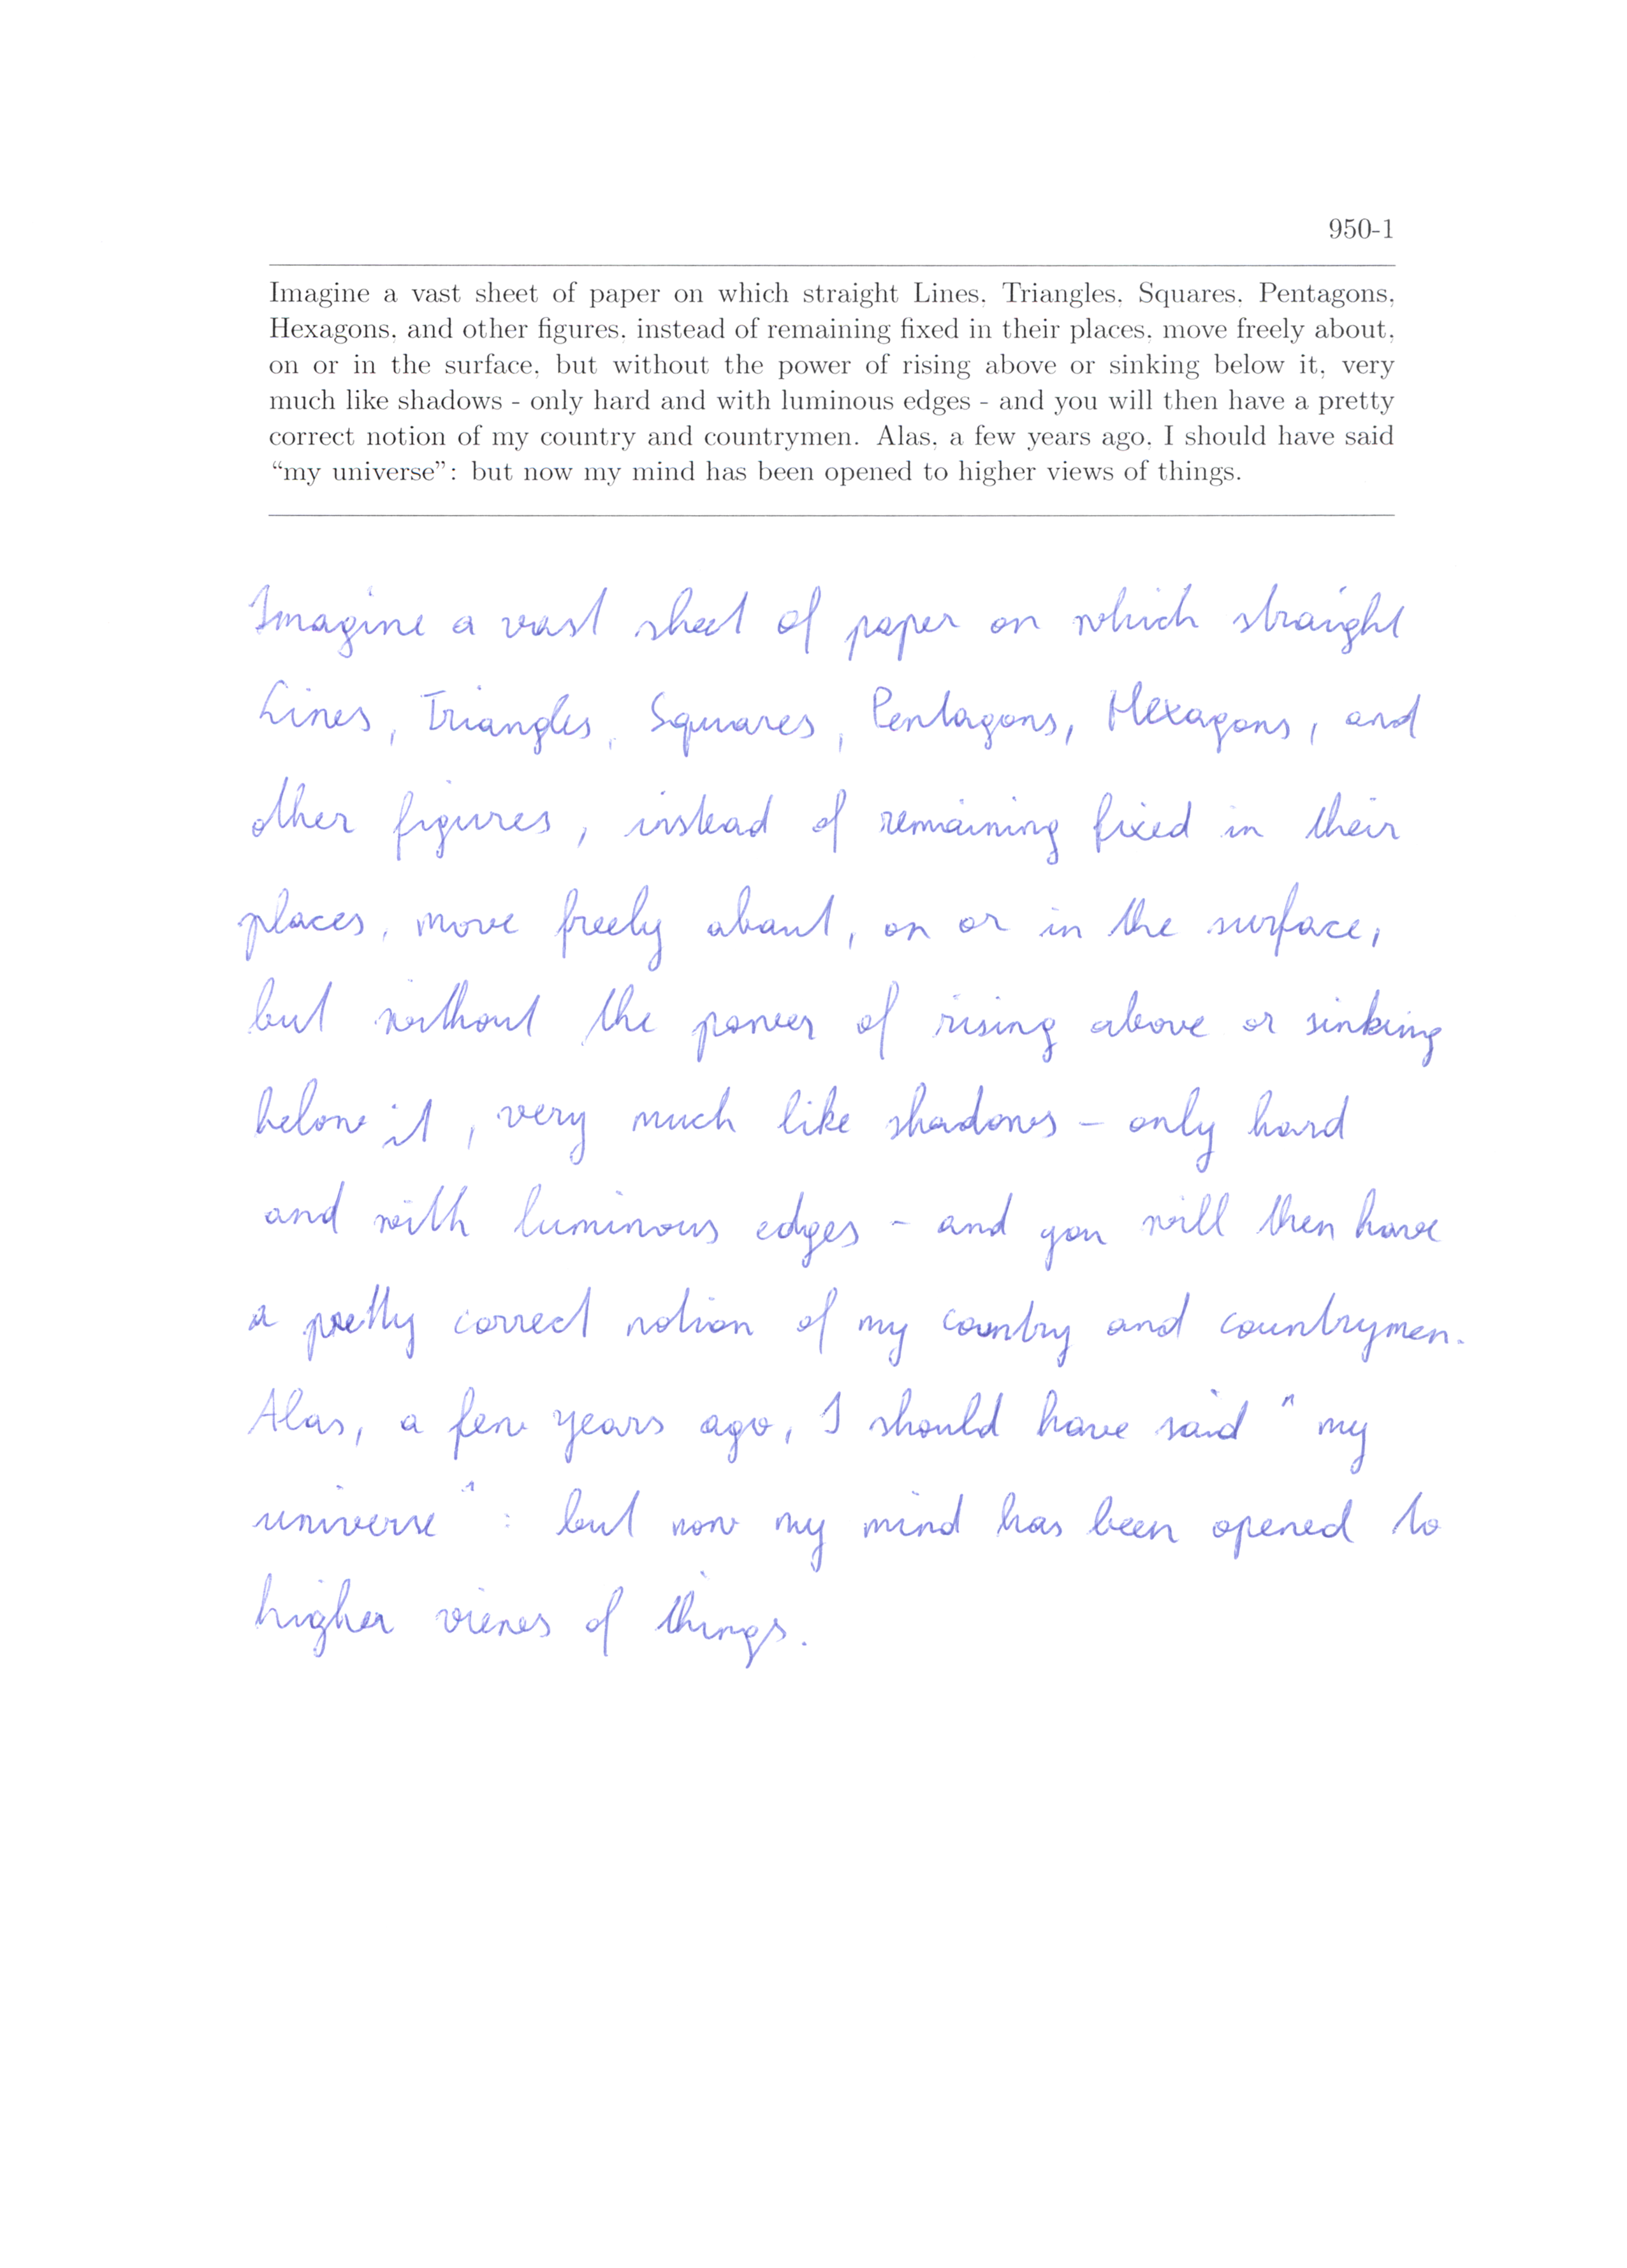 950-1
Imagine a vast sheet of paper on which straight Lines, Triangles, Squares, Pentagons,
Hexagons, and other figures, instead of remaining fixed in their places, move freely about,
on or in the surface, but without the power of rising above or sinking below it, very
much like shadows - only hard and with luminous edges - and you will then have a pretty
correct notion of my country and countrymen. Alas, a few years ago, I should have said
“my universe”: but now my mind has been opened to higher views of things.
Imagine a vast sheet of paper on which straight
Lines, Triangles, Squares, Pentagons, Hexagons, and
other figures, instead of remaining fixed in their
places, move freely about, on or in the surface,
but without the power of rising above or sinking
below it, very much like shadows - only hard
and with luminous edges - and you will then have
a pretty correct notion of my country and countrymen.
Alas, a few years ago, I should have said "my
universe": but now my mind has been opened to
higher views of things.